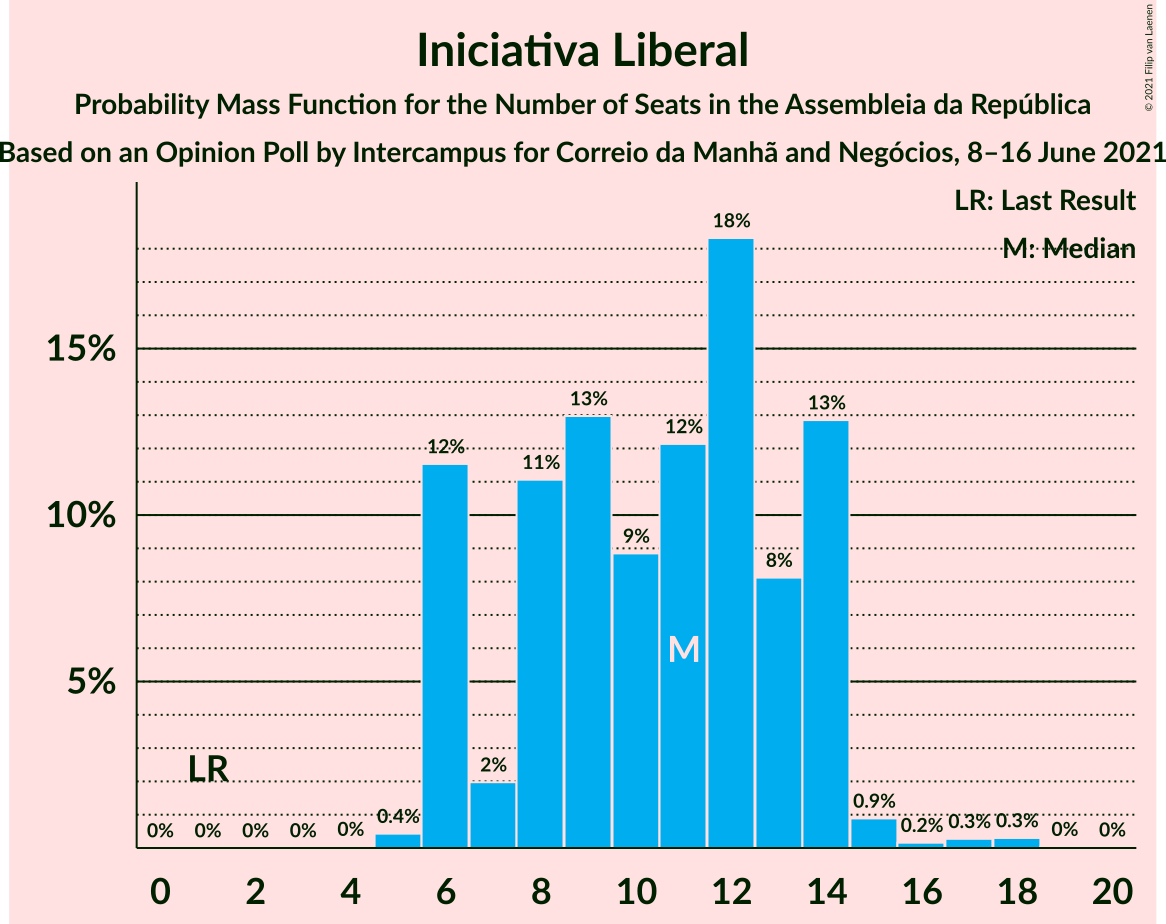 Iniciativa Liberal
Probability Mass Function for the Number of Seats in the Assembleia da República
Based on an Opinion Poll by Intercampus for Correio da Manhã and Negócios, 8–16 June 2021
© 2021 Filip van Laenen
LR: Last Result
M: Median
15%
10%
5%
LR
M
0% 0% 0% 0% 0% 0.4% 12% 2% 11% 13% 9% 12% 18% 8% 13% 0.9% 0.2% 0.3% 0.3% 0% 0%
0 2 4 6 8 10 12 14 16 18 20